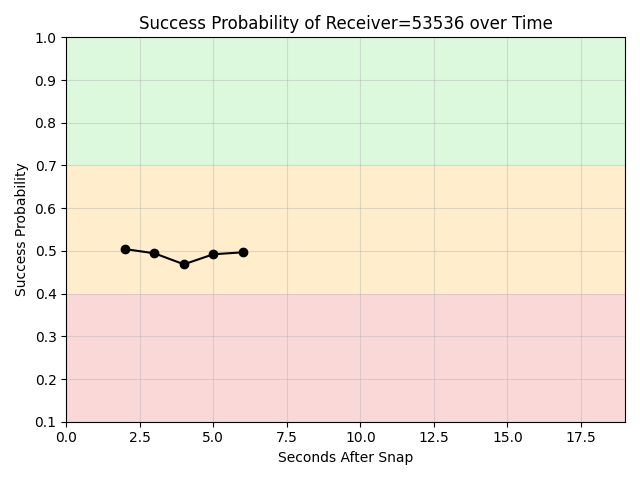 Success Probability of Receiver=53536 over Time
1.0
0.9
0.8
0.7
0.6
0.5
0.4
0.3
0.2
0.1
Success Probability
0.0 2.5 5.0 7.5 10.0 12.5 15.0 17.5
Seconds After Snap